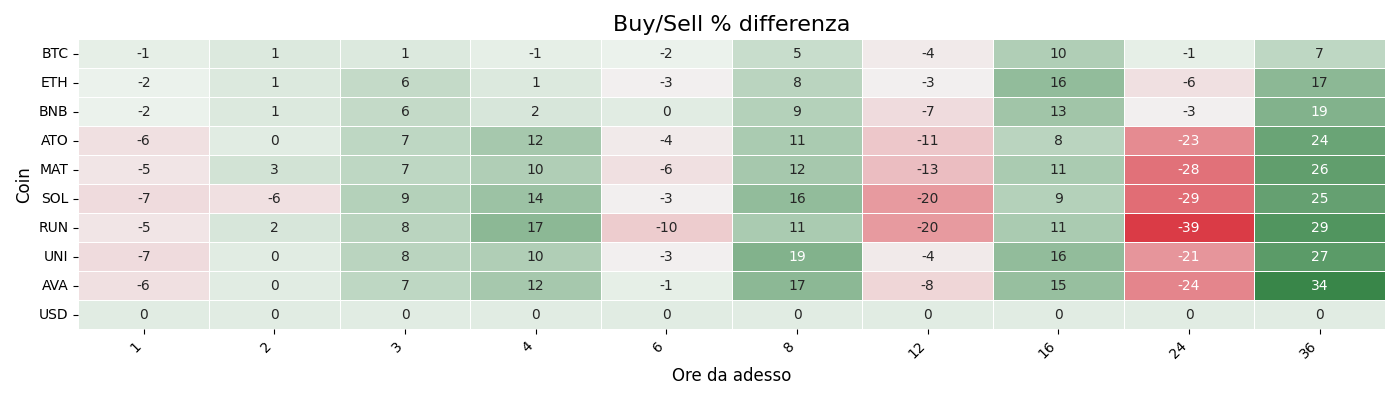 Buy/Sell % differenza
BTC -1 1 1 -1 -2 5 -4 10 -1 7
ETH -2 1 6 1 -3 8 -3 16 -6 17
BNB -2 1 6 2 0 9 -7 13 -3 19
ATO -6 0 7 12 -4 11 -11 8 -23 24
MAT -5 3 7 10 -6 12 -13 11 -28 26
SOL -7 -6 9 14 -3 16 -20 9 -29 25
RUN -5 2 8 17 -10 11 -20 11 -39 29
UNI -7 0 8 10 -3 19 -4 16 -21 27
AVA -6 0 7 12 -1 17 -8 15 -24 34
USD 0 0 0 0 0 0 0 0 0 0
Coin
1 2 3 4 6 8 12 16 24 36
Ore da adesso